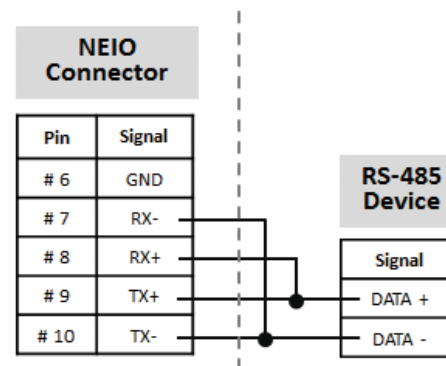 NEIO
Connector
Pin Signal
# 6 GND
# 7 RX-
# 8 RX+
# 9 TX+
# 10 TX-
RS-485
Device
Signal
DATA +
DATA -